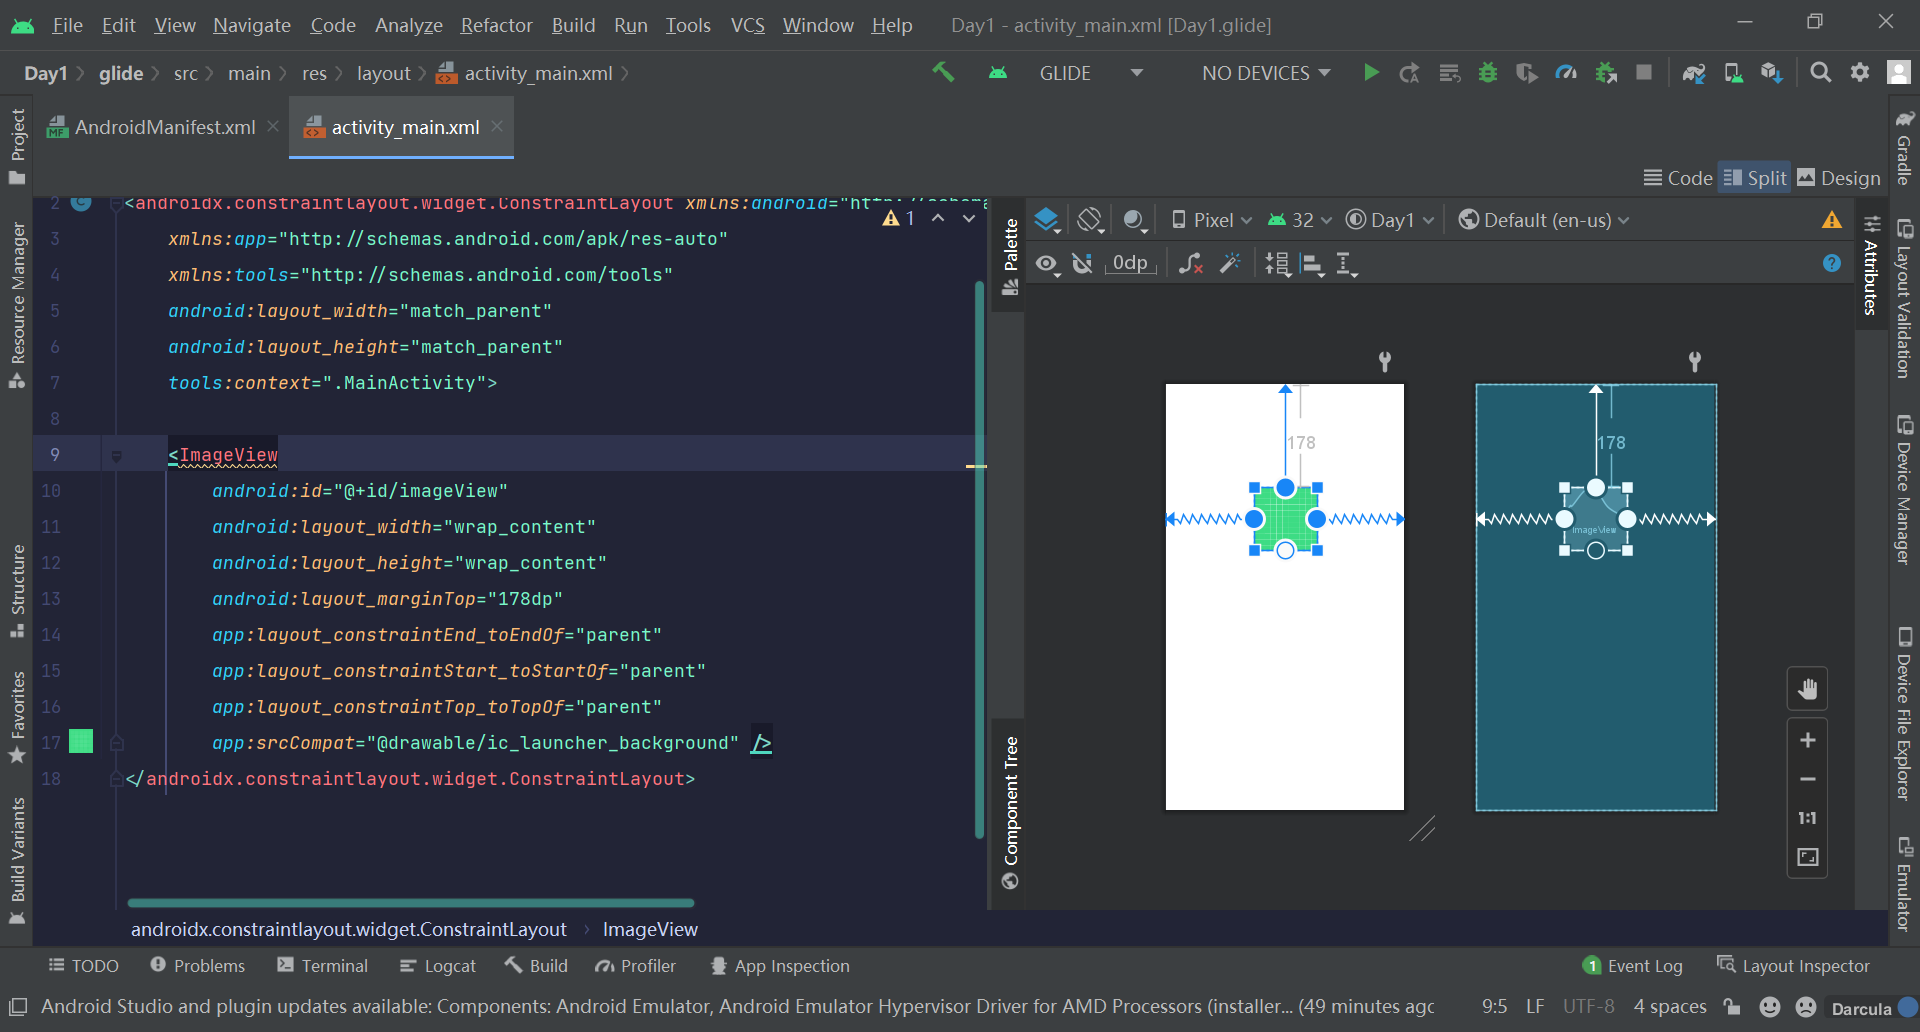 File Edit View Navigate Code Analyze Refactor Build Run Tools VCS Window Help Day1 - activity_main.xml [Day1.glide]
Day1 glide src main res layout activity_main.xml GLIDE NO DEVICES
AndroidManifest.xml activity_main.xml
Code Split Design
Project
Resource Manager
Structure
Favorites
Build Variants
2 <androidx.constraintlayout.widget.ConstraintLayout xmlns:android="http://schema
1
3 xmlns:app="http://schemas.android.com/apk/res-auto"
4 xmlns:tools="http://schemas.android.com/tools"
5 android:layout_width="match_parent"
6 android:layout_height="match_parent"
7 tools:context=".MainActivity">
8
9 <ImageView
10 android:id="@+id/imageView"
11 android:layout_width="wrap_content"
12 android:layout_height="wrap_content"
13 android:layout_marginTop="178dp"
14 app:layout_constraintEnd_toEndOf="parent"
15 app:layout_constraintStart_toStartOf="parent"
16 app:layout_constraintTop_toTopOf="parent"
17 app:srcCompat="@drawable/ic_launcher_background" />
18 </androidx.constraintlayout.widget.ConstraintLayout>
androidx.constraintlayout.widget.ConstraintLayout ImageView
Palette
Component Tree
Pixel 32 Day1 Default (en-us)
0dp
178
178
ImageView
1:1
Attributes
Gradle
Layout Validation
Device Manager
Device File Explorer
Emulator
TODO Problems Terminal Logcat Build Profiler App Inspection 1 Event Log Layout Inspector
Android Studio and plugin updates available: Components: Android Emulator, Android Emulator Hypervisor Driver for AMD Processors (installer... (49 minutes agc 9:5 LF UTF-8 4 spaces Darcula